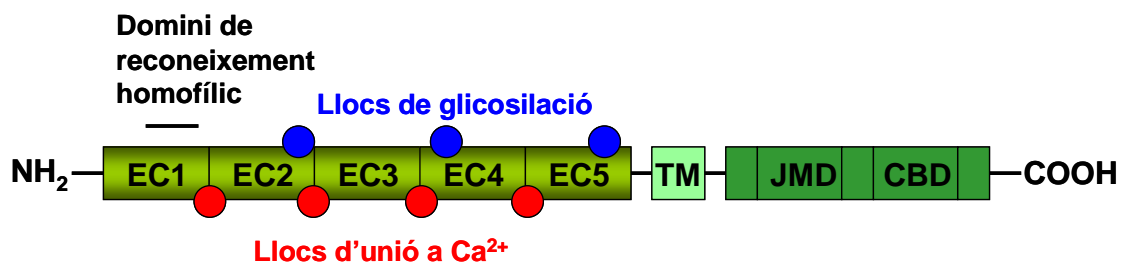 Domini de
reconeixement
homofílic
Llocs de glicosilació
NH₂ EC1 EC2 EC3 EC4 EC5 TM JMD CBD COOH
Llocs d’unió a Ca²⁺